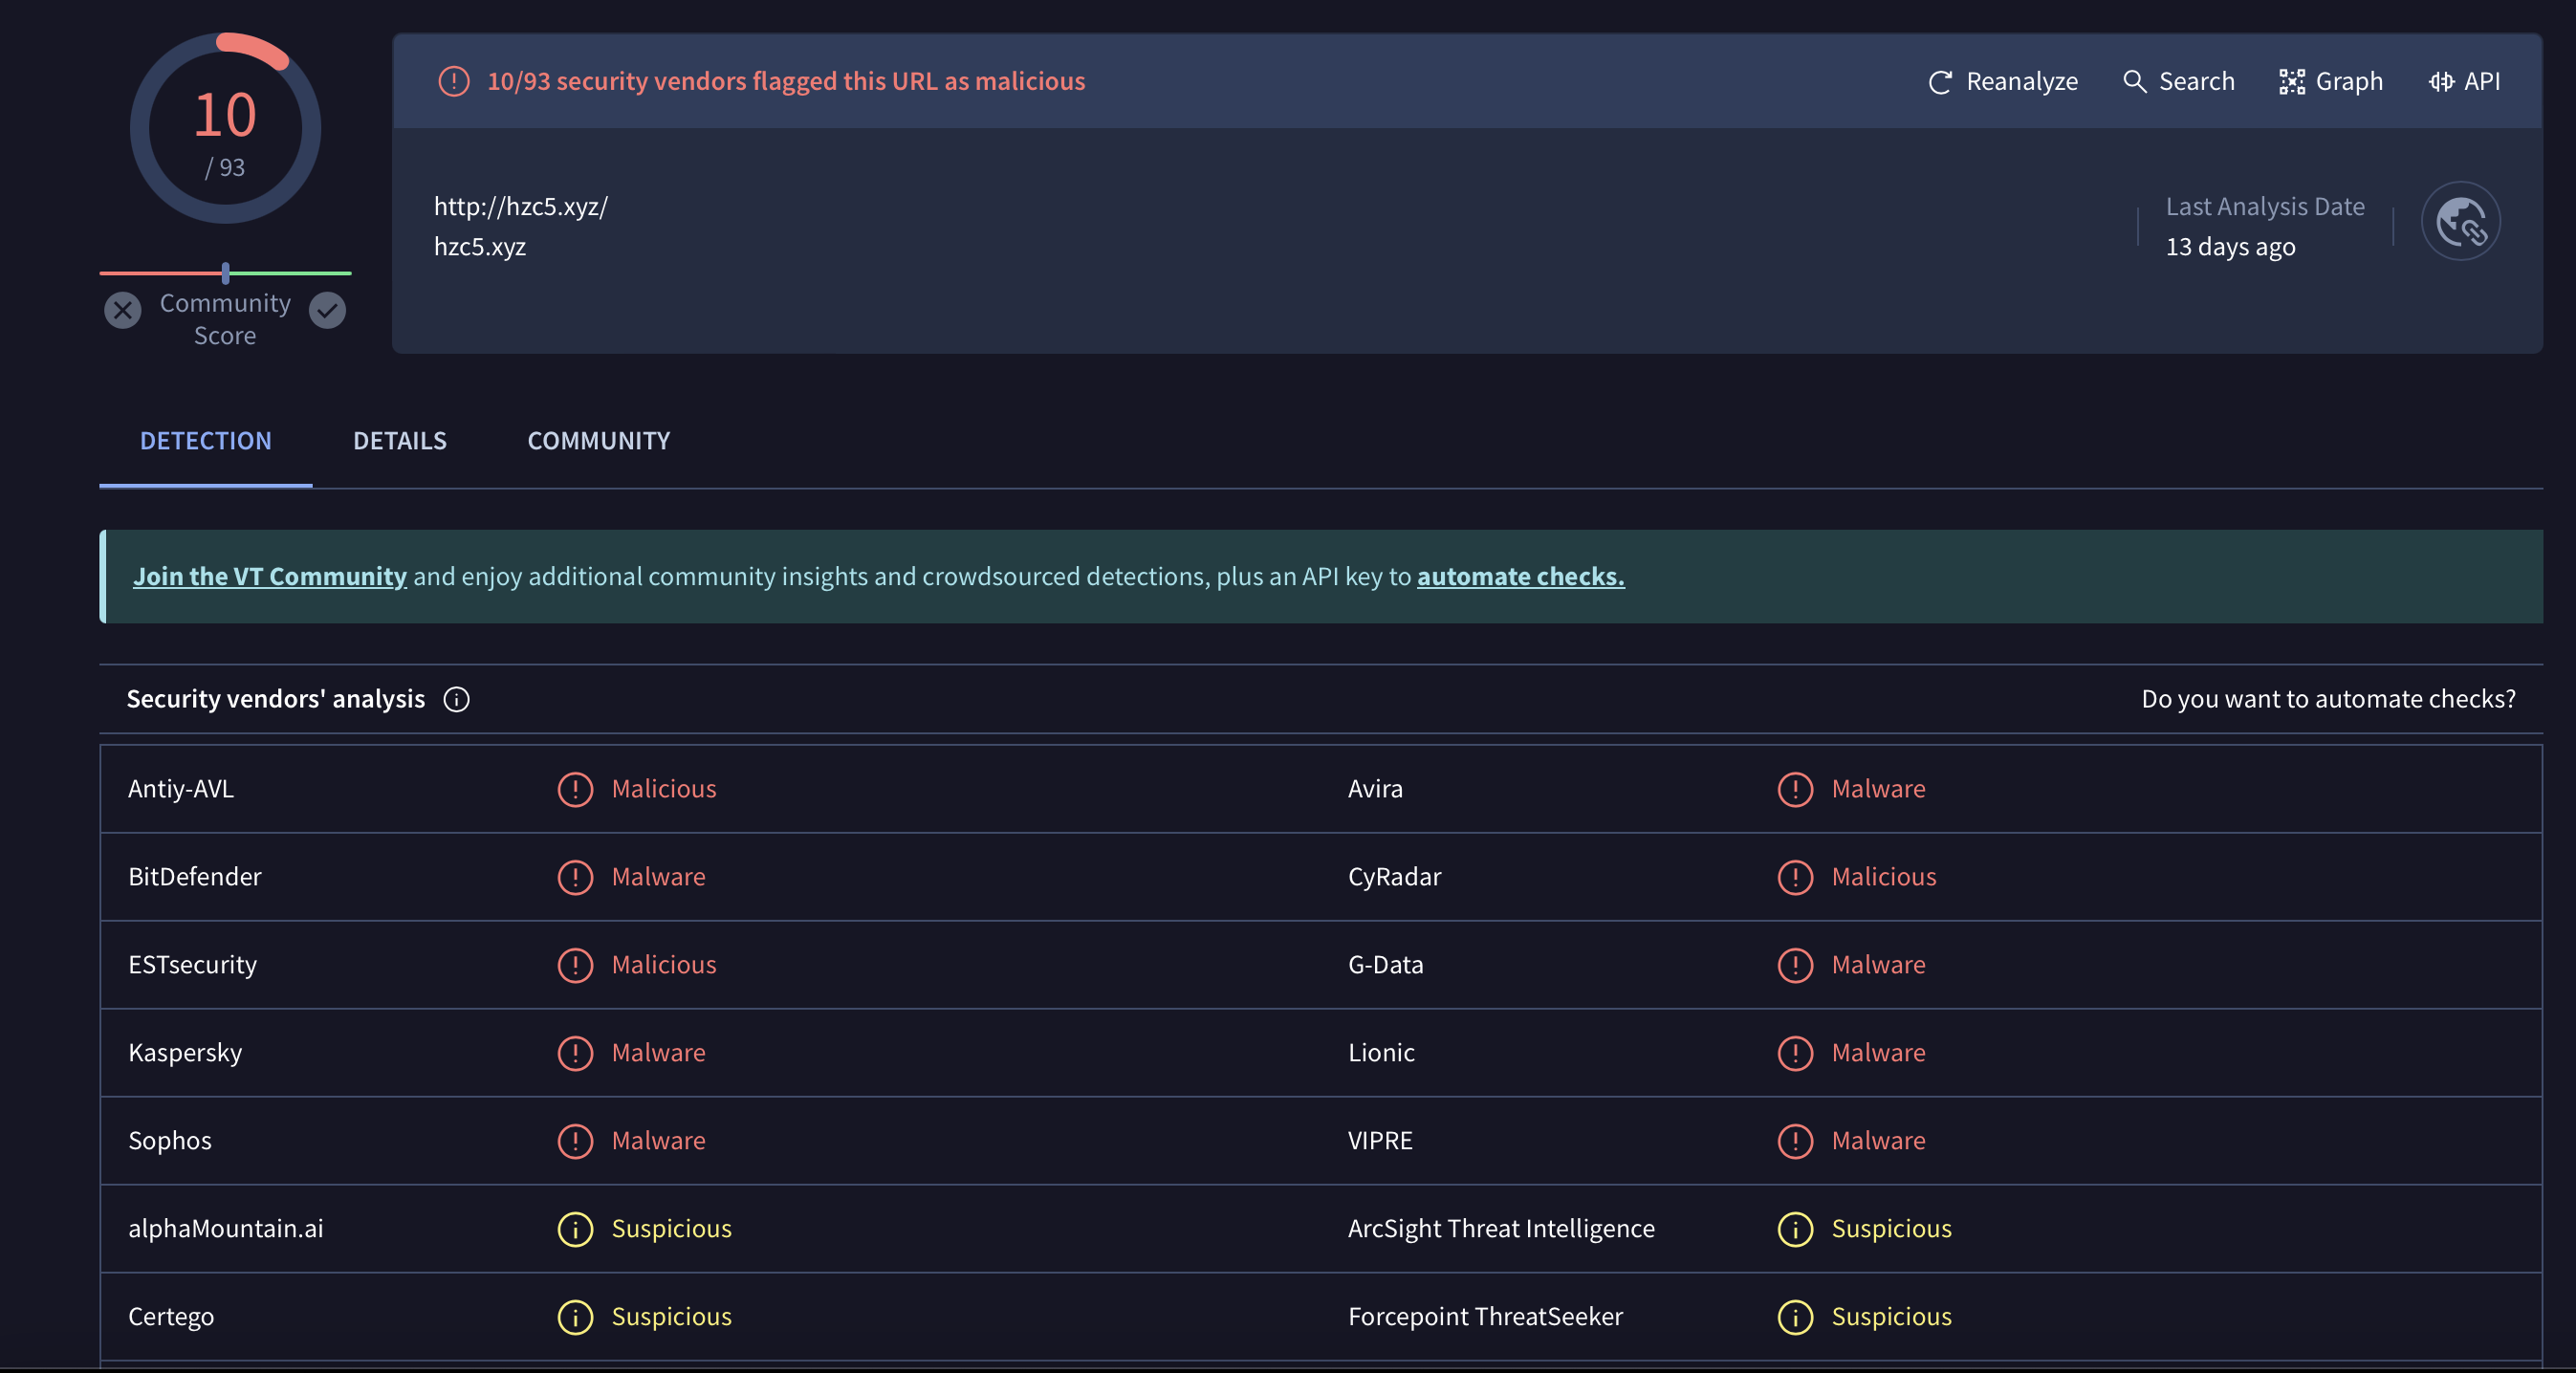 10
/ 93
Community
Score
10/93 security vendors flagged this URL as malicious
Reanalyze Search Graph API
http://hzc5.xyz/
hzc5.xyz
Last Analysis Date
13 days ago
DETECTION DETAILS COMMUNITY
Join the VT Community and enjoy additional community insights and crowdsourced detections, plus an API key to automate checks.
Security vendors' analysis Do you want to automate checks?
Antiy-AVL Malicious Avira Malware
BitDefender Malware CyRadar Malicious
ESTsecurity Malicious G-Data Malware
Kaspersky Malware Lionic Malware
Sophos Malware VIPRE Malware
alphaMountain.ai Suspicious ArcSight Threat Intelligence Suspicious
Certego Suspicious Forcepoint ThreatSeeker Suspicious